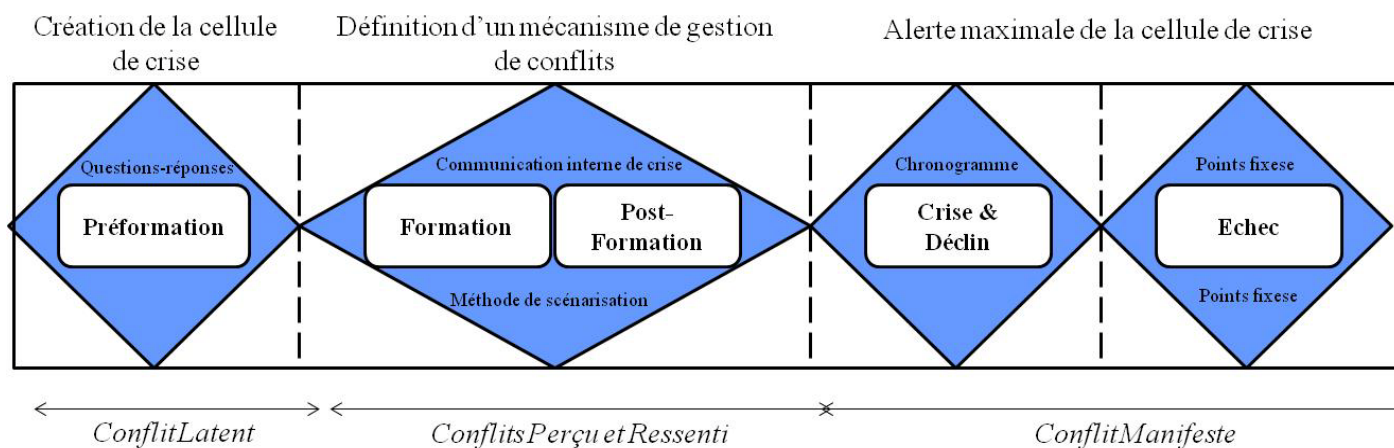 Création de la cellule
de crise
Définition d'un mécanisme de gestion
de conflits
Alerte maximale de la cellule de crise
Questions-réponses
Préformation
Communication interne de crise
Formation
Post-
Formation
Méthode de scénarisation
Chronogramme
Crise &
Déclin
Points fixese
Echec
Points fixese
ConflitLatent
ConflitsPerçu et Ressenti
ConflitManifeste